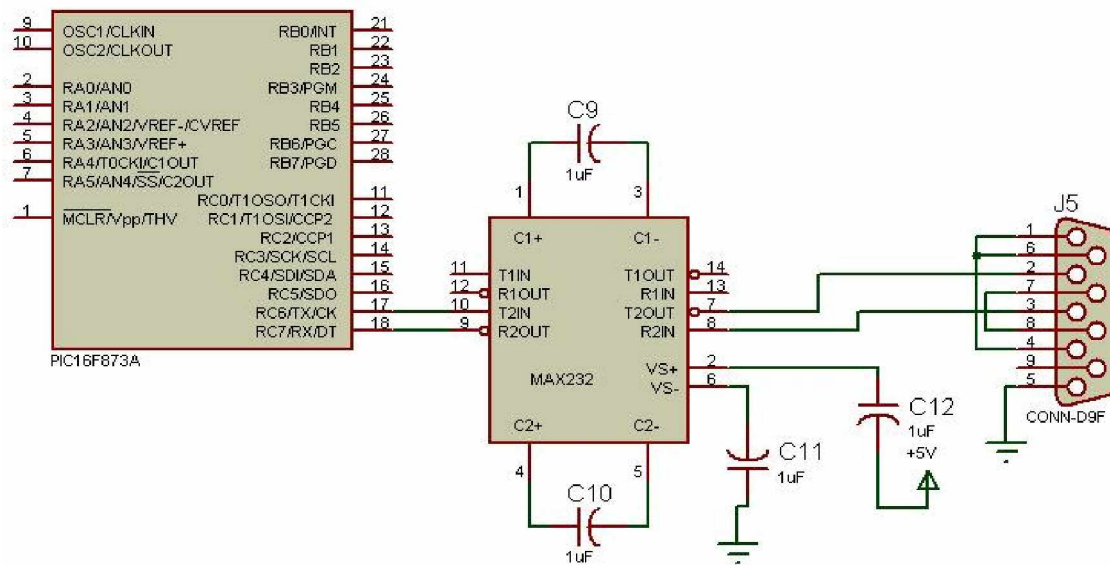 9 OSC1/CLKIN
10 OSC2/CLKOUT
2 RA0/AN0
3 RA1/AN1
4 RA2/AN2/VREF-/CVREF
5 RA3/AN3/VREF+
6 RA4/T0CKI/C1OUT
7 RA5/AN4/SS/C2OUT
1 MCLR/Vpp/THV
RB0/INT 21
RB1 22
RB2 23
RB3/PGM 24
RB4 25
RB5 26
RB6/PGC 27
RB7/PGD 28
RC0/T1OSO/T1CKI 11
RC1/T1OSI/CCP2 12
RC2/CCP1 13
RC3/SCK/SCL 14
RC4/SDI/SDA 15
RC5/SDO 16
RC6/TX/CK 17
RC7/RX/DT 18
PIC16F873A
C9
1uF
1 3
C1+ C1-
11 T1IN
12 R1OUT
10 T2IN
9 R2OUT
T1OUT 14
R1IN 13
T2OUT 7
R2IN 8
VS+ 2
VS- 6
MAX232
C2+ C2-
4 5
C10
1uF
C11
1uF
C12
1uF
+5V
J5
1
6
2
7
3
8
4
9
5
CONN-D9F